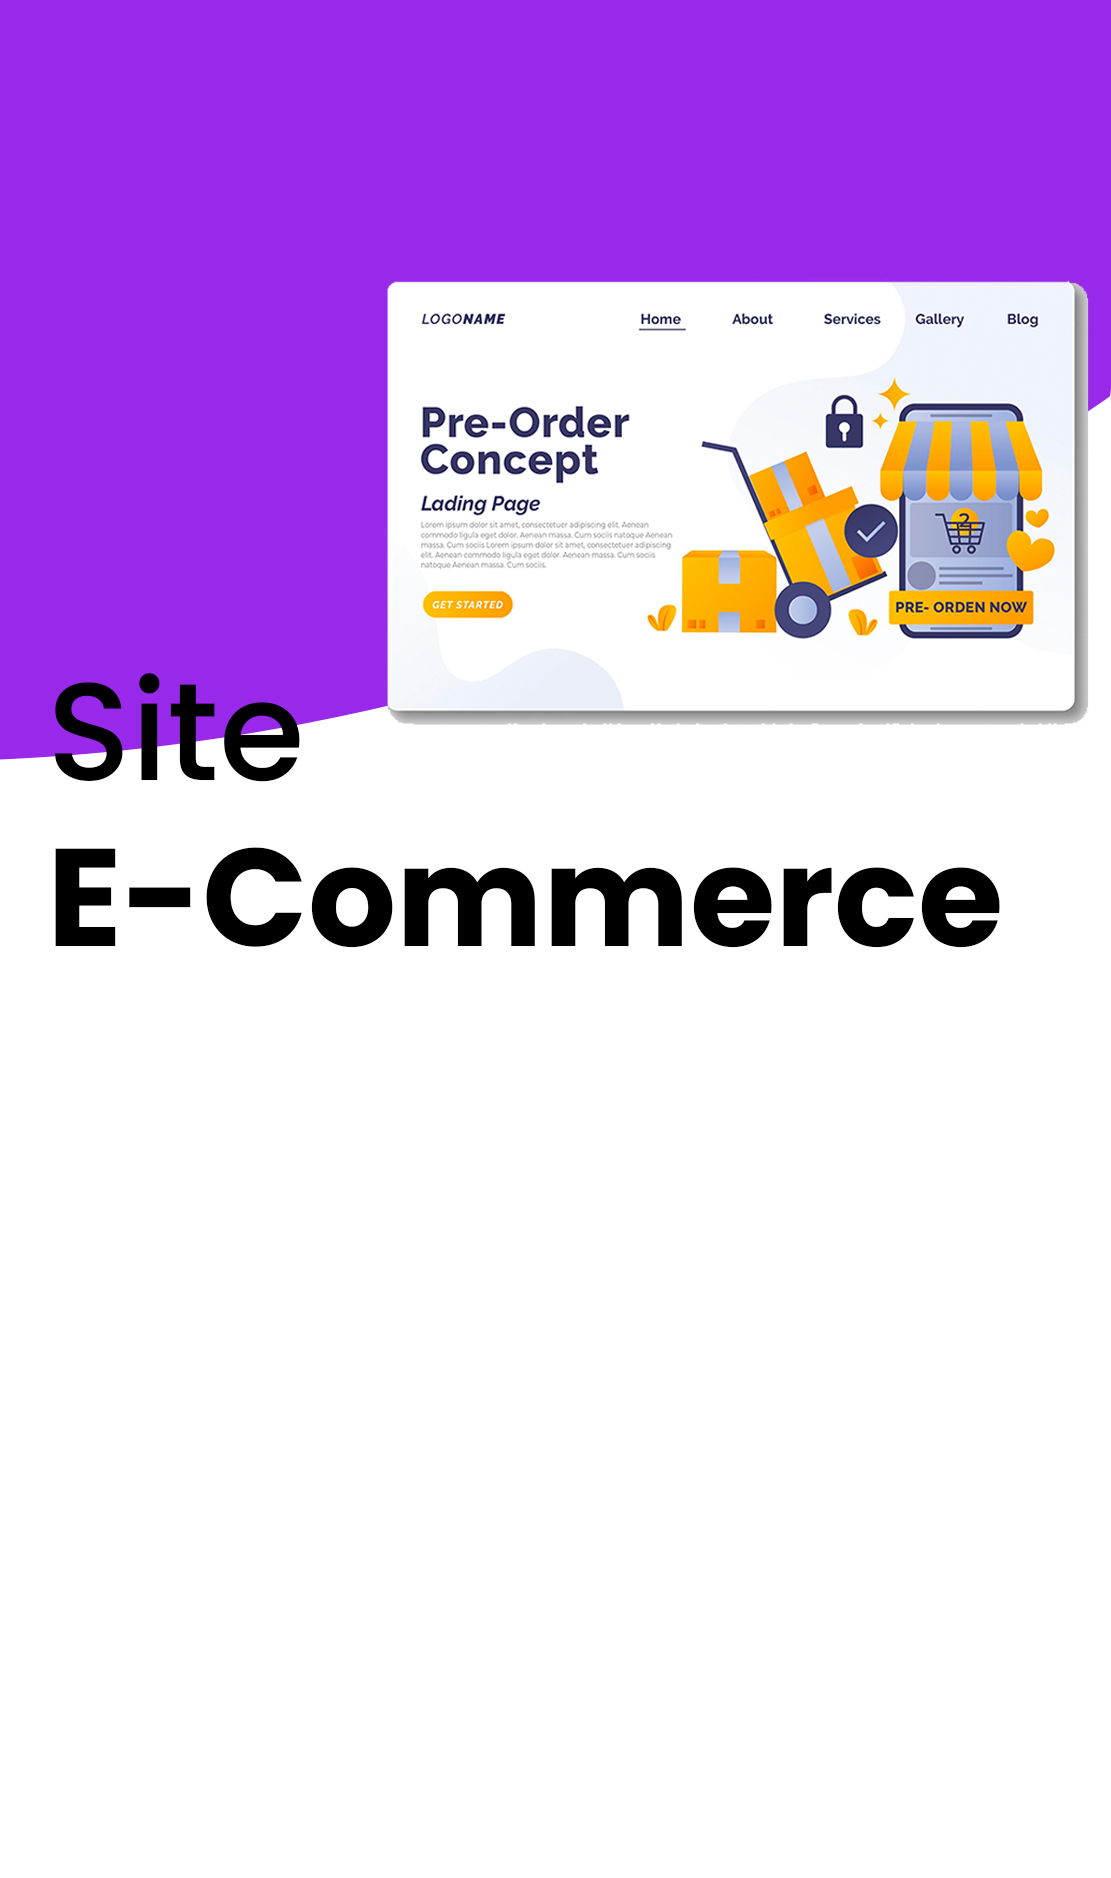 LOGONAME
Home About Services Gallery Blog
Pre-Order
Concept
Lading Page
Lorem ipsum dolor sit amet, consectetuer adipiscing elit. Aenean
commodo ligula eget dolor. Aenean massa. Cum sociis natoque Aenean
massa. Cum sociis Lorem ipsum dolor sit amet, consectetuer adipiscing
elit. Aenean commodo ligula eget dolor. Aenean massa. Cum sociis
natoque Aenean massa. Cum sociis.
GET STARTED
2
PRE- ORDEN NOW
Site
E-Commerce